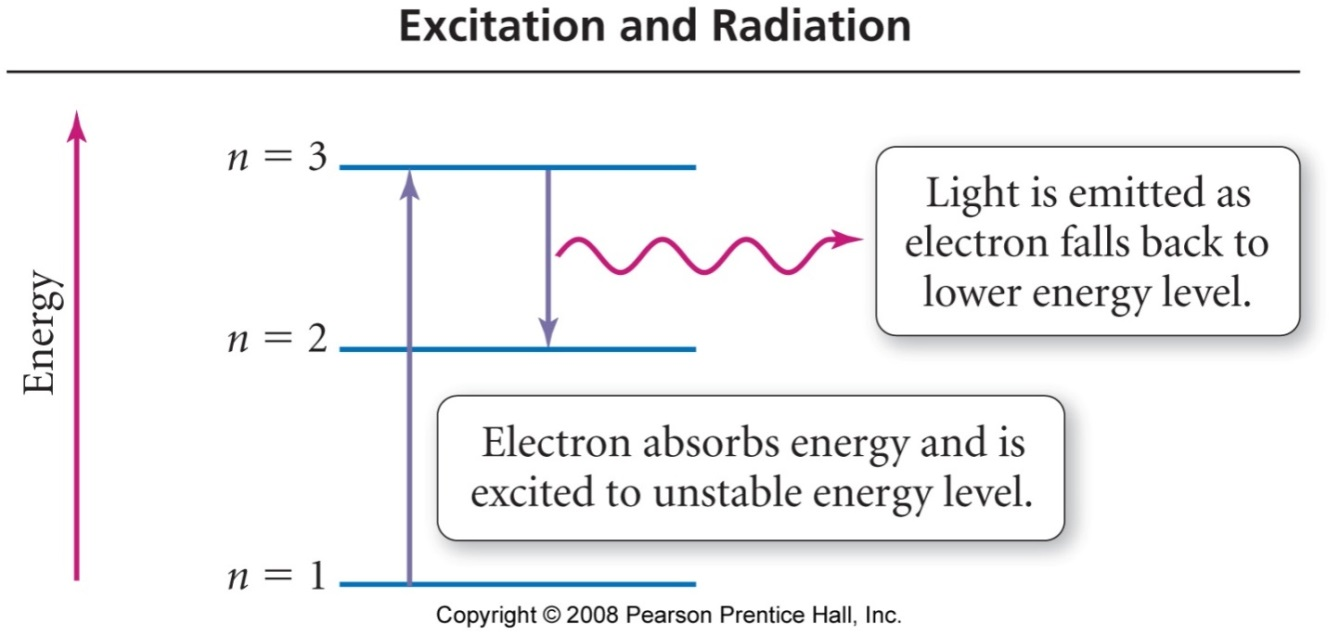 Excitation and Radiation
n = 3
Light is emitted as
electron falls back to
lower energy level.
Energy
n = 2
Electron absorbs energy and is
excited to unstable energy level.
n = 1
Copyright © 2008 Pearson Prentice Hall, Inc.